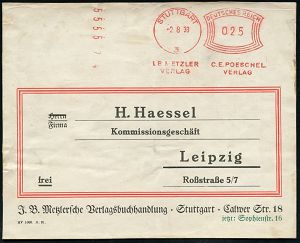 STUTTGART
-2.8.39
DEUTSCHES REICH
025
J.B. METZLER
VERLAG
C.E. POESCHEL
VERLAG
Herrn
Firma
H. Haessel
Kommissionsgeschäft
Leipzig
frei
Roßstraße 5/7
J. B. Metzlersche Verlagsbuchhandlung · Stuttgart · Calwer Str. 18
jetzt: Sophienstr. 16